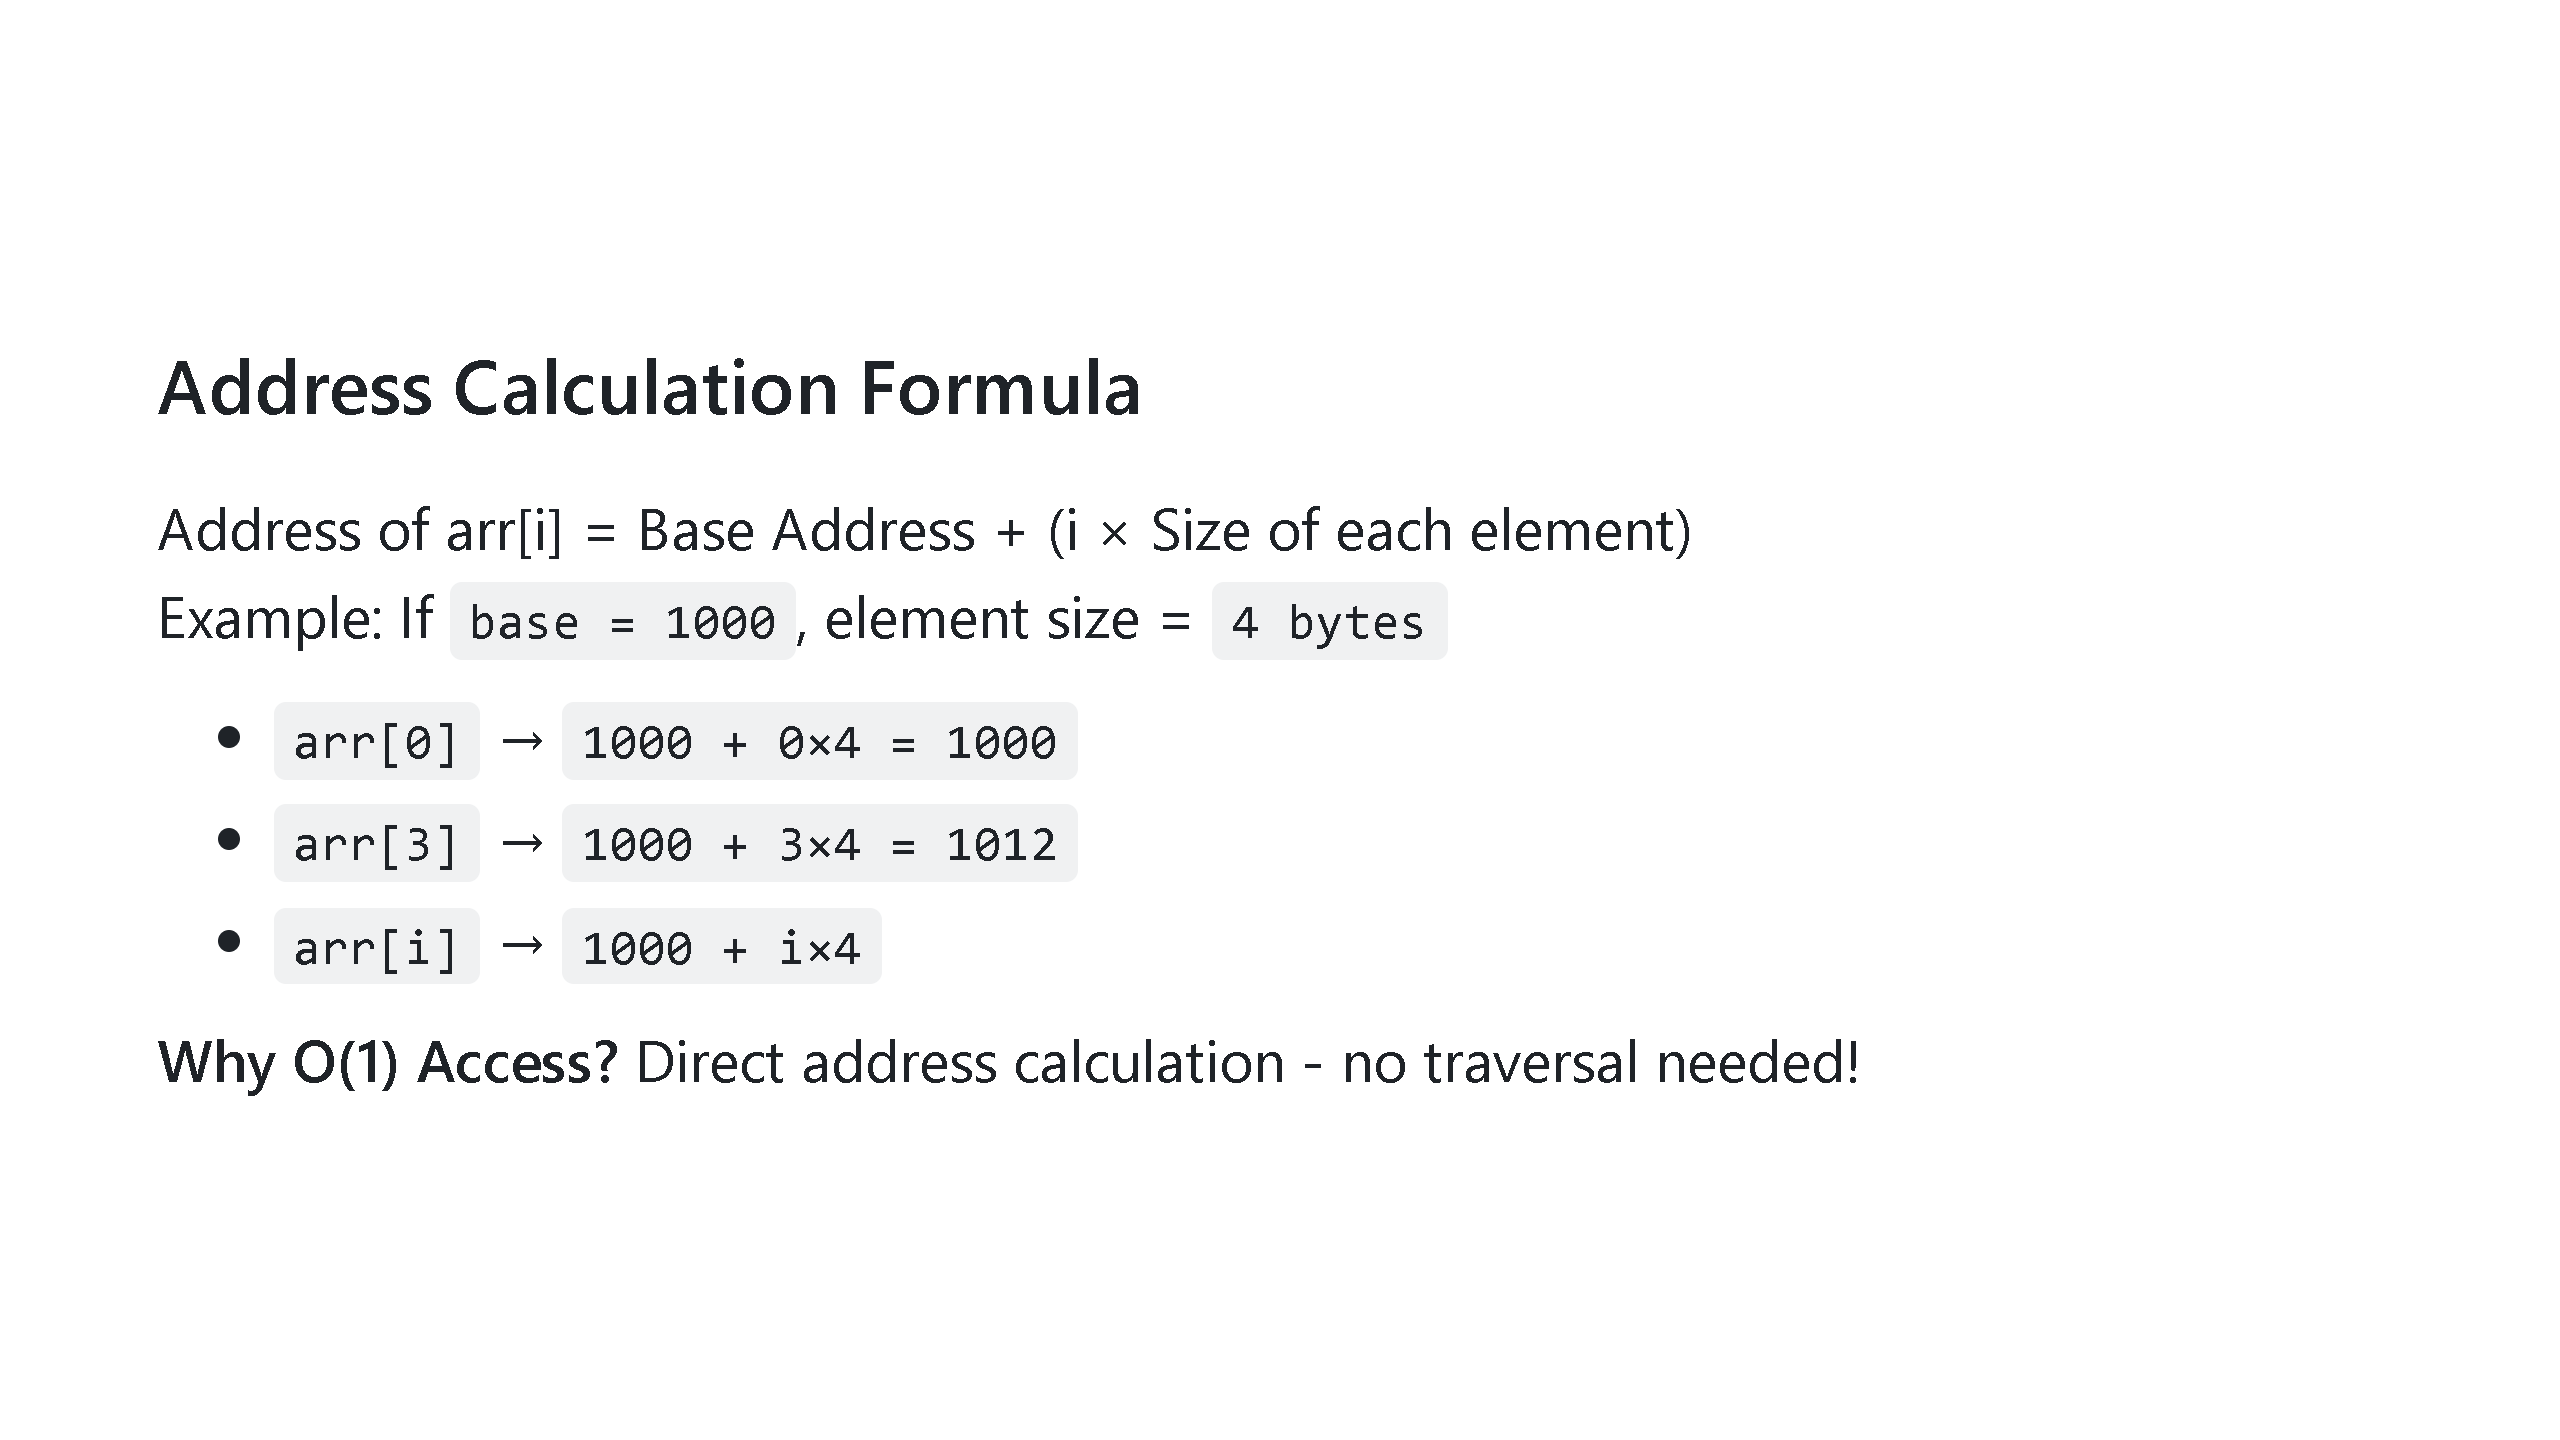 Address Calculation Formula
Address of arr[i] = Base Address + (i × Size of each element)
Example: If base = 1000, element size = 4 bytes
• arr[0] → 1000 + 0×4 = 1000
• arr[3] → 1000 + 3×4 = 1012
• arr[i] → 1000 + i×4
Why O(1) Access? Direct address calculation - no traversal needed!